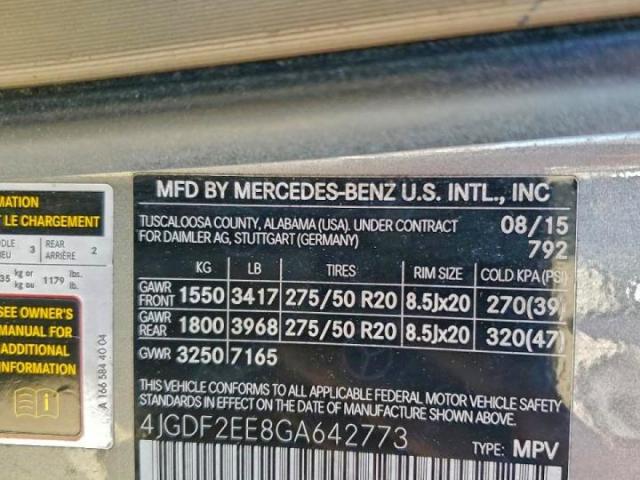 MFD BY MERCEDES-BENZ U.S. INTL., INC
TUSCALOOSA COUNTY, ALABAMA (USA). UNDER CONTRACT 08/15
FOR DAIMLER AG, STUTTGART (GERMANY) 792
KG LB TIRES RIM SIZE COLD KPA (PSI)
GAWR FRONT 1550 3417 275/50 R20 8.5Jx20 270(39)
GAWR REAR 1800 3968 275/50 R20 8.5Jx20 320(47)
GWR 3250 7165
THIS VEHICLE CONFORMS TO ALL APPLICABLE FEDERAL MOTOR VEHICLE SAFETY
STANDARDS IN EFFECT ON THE DATE OF MANUFACTURE SHOWN ABOVE.
4JGDF2EE8GA642773 TYPE: MPV
MATION
T LE CHARGEMENT
DDLE 3 REAR 2
IEU ARRIÈRE
35 kg or 1179 lbs.
kg ou lb.
SEE OWNER'S
MANUAL FOR
ADDITIONAL
INFORMATION
A 166 584 40 04